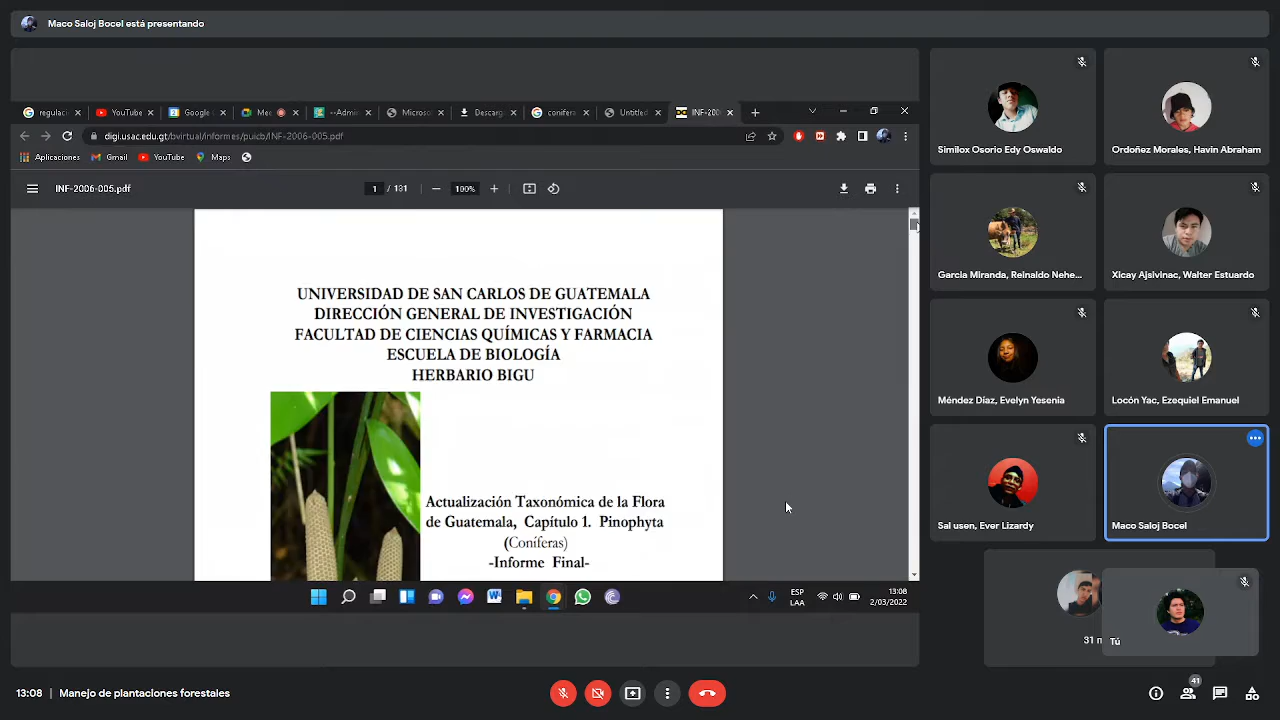 Maco Saloj Bocel está presentando
regulaci
YouTube
Google
Mee
--Admi
Microso
Descarg
conifera
Untitled
INF-200
digi.usac.edu.gt/bvirtual/informes/puicb/INF-2006-005.pdf
Aplicaciones
Gmail
YouTube
Maps
INF-2006-005.pdf
1 / 181
100%
UNIVERSIDAD DE SAN CARLOS DE GUATEMALA
DIRECCIÓN GENERAL DE INVESTIGACIÓN
FACULTAD DE CIENCIAS QUÍMICAS Y FARMACIA
ESCUELA DE BIOLOGÍA
HERBARIO BIGU
Actualización Taxonómica de la Flora
de Guatemala, Capítulo 1. Pinophyta
(Coníferas)
-Informe Final-
ESP
LAA
13:08
2/03/2022
Similox Osorio Edy Oswaldo
Ordoñez Morales, Havin Abraham
Garcia Miranda, Reinaldo Nehe...
Xicay Ajsivinac, Walter Estuardo
Méndez Díaz, Evelyn Yesenia
Locón Yac, Ezequiel Emanuel
Sal usen, Ever Lizardy
Maco Saloj Bocel
31 n
Tú
13:08 | Manejo de plantaciones forestales
41